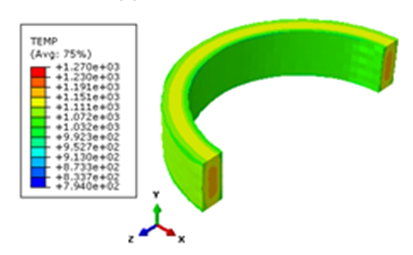 TEMP
(Avg: 75%)
+1.270e+03
+1.230e+03
+1.191e+03
+1.151e+03
+1.111e+03
+1.072e+03
+1.032e+03
+9.923e+02
+9.527e+02
+9.130e+02
+8.733e+02
+8.337e+02
+7.940e+02
Y
Z
X